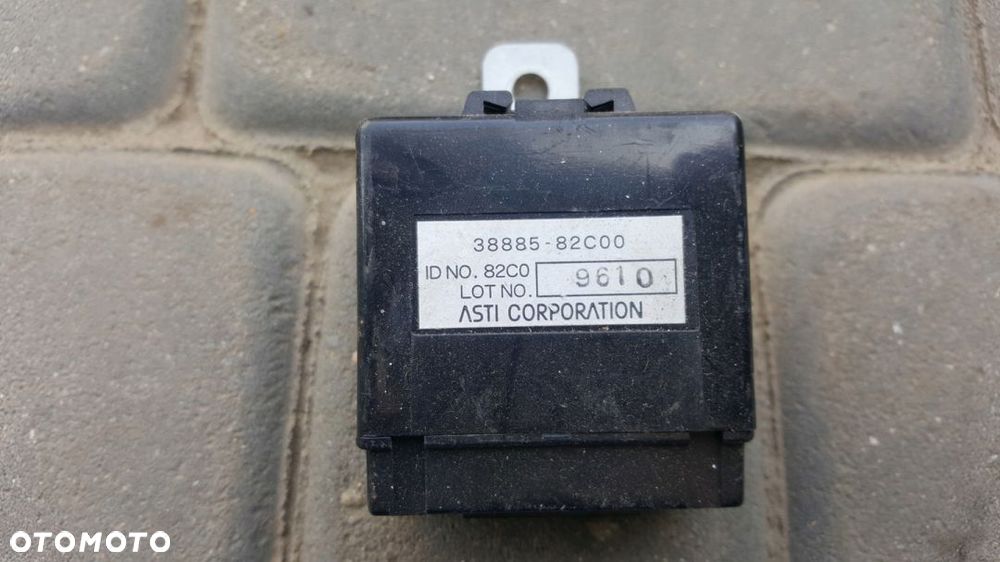 38885-82C00
ID NO. 82C0
LOT NO. 9610
ASTI CORPORATION
OTOMOTO